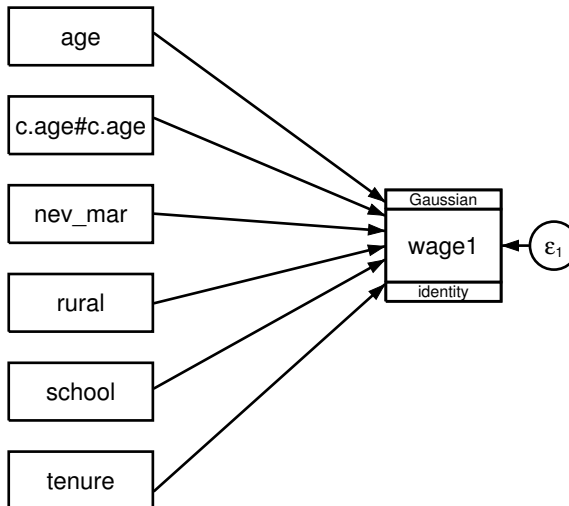 age
c.age#c.age
nev_mar
rural
school
tenure
Gaussian
wage1
identity
ε₁